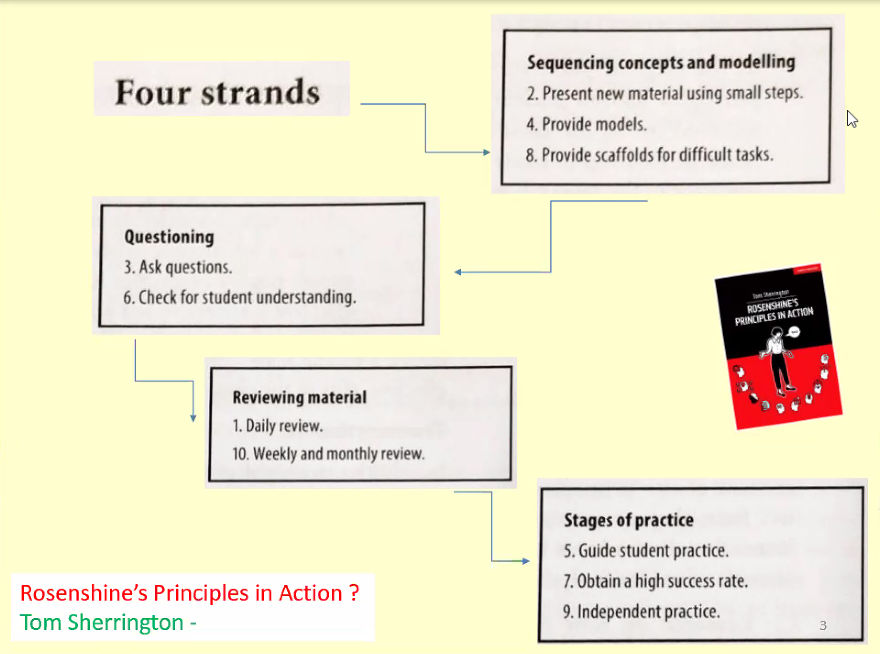 Four strands
Sequencing concepts and modelling
2. Present new material using small steps.
4. Provide models.
8. Provide scaffolds for difficult tasks.
Questioning
3. Ask questions.
6. Check for student understanding.
Tom Sherrington
ROSENSHINE'S
PRINCIPLES IN ACTION
Reviewing material
1. Daily review.
10. Weekly and monthly review.
Stages of practice
5. Guide student practice.
7. Obtain a high success rate.
9. Independent practice.
Rosenshine's Principles in Action ?
Tom Sherrington -
3